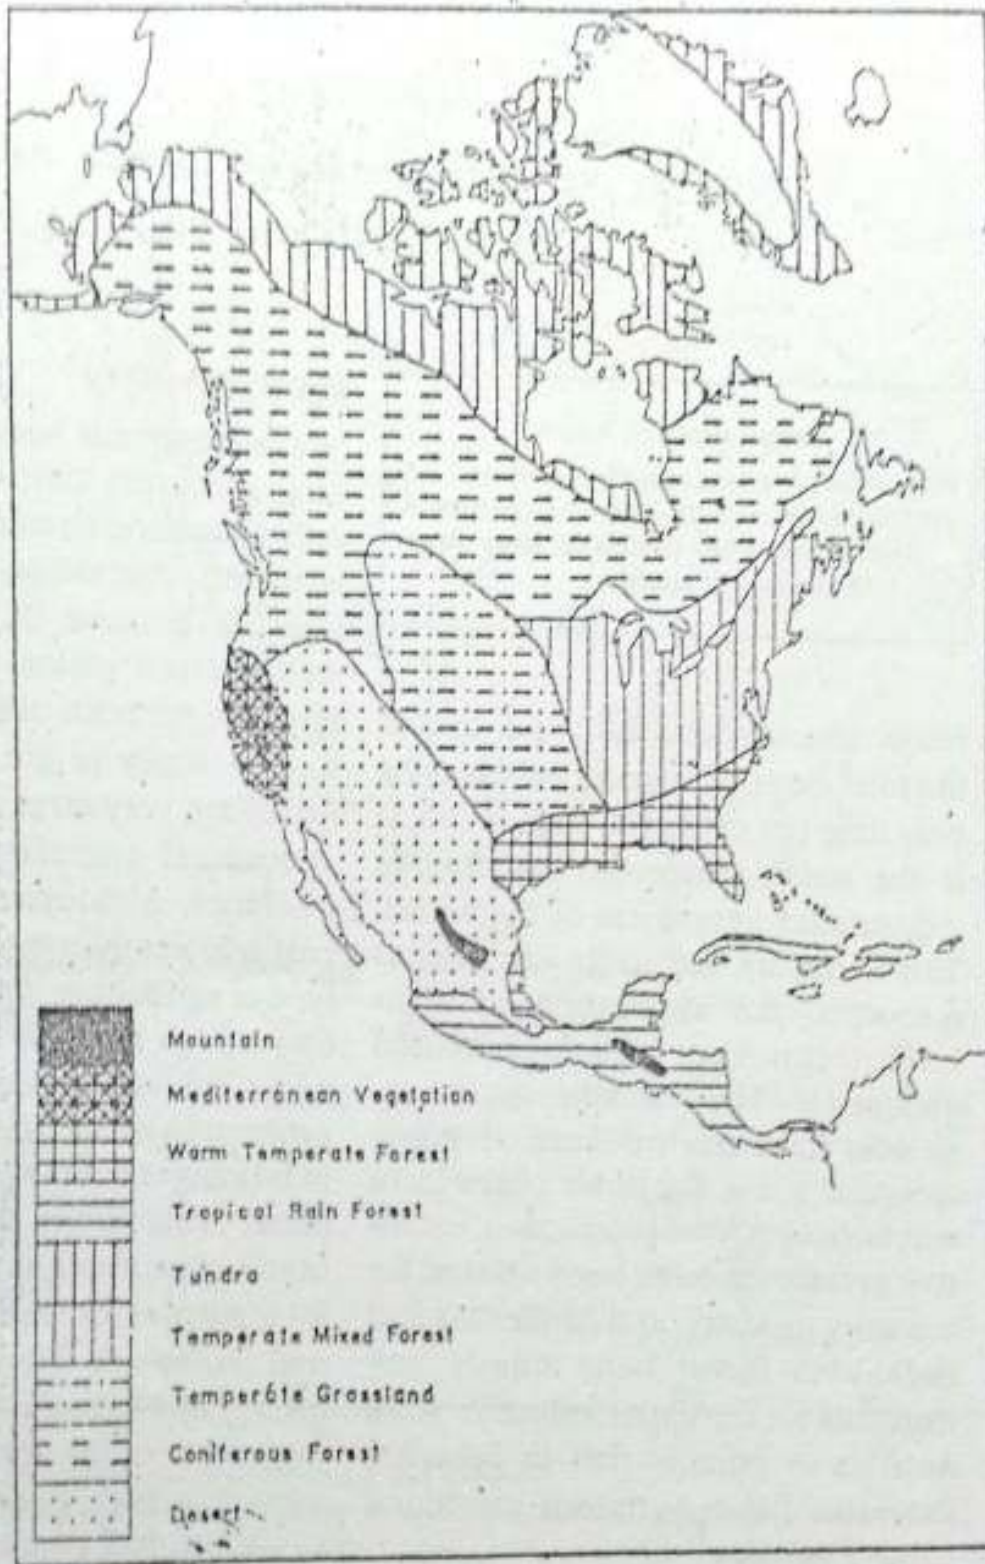 Mountain
Mediterranean Vegetation
Warm Temperate Forest
Tropical Rain Forest
Tundra
Temperate Mixed Forest
Temperate Grassland
Coniferous Forest
Desert